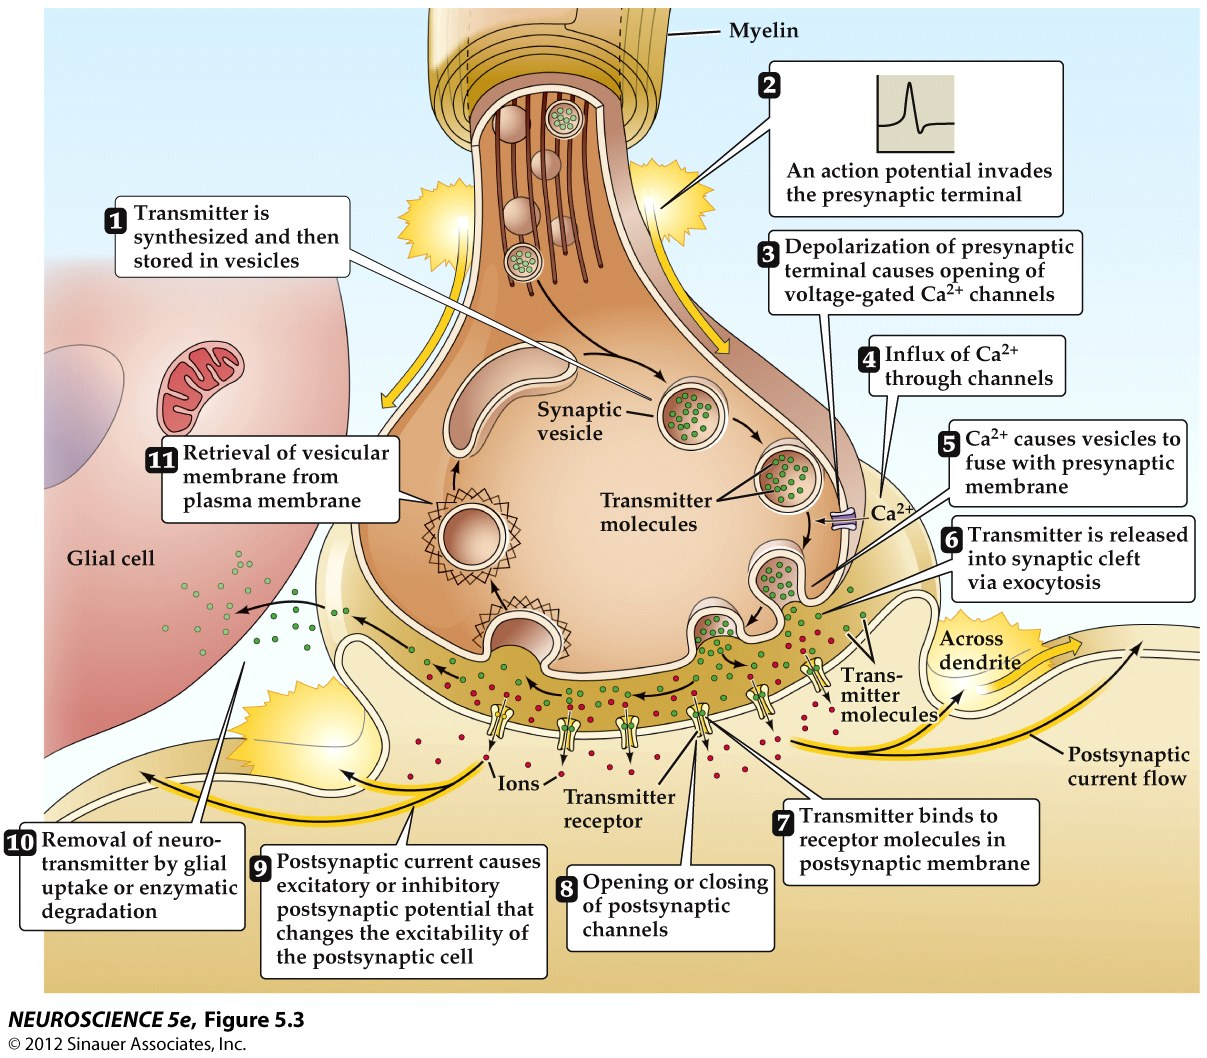 Myelin
2
An action potential invades
the presynaptic terminal
1
Transmitter is
synthesized and then
stored in vesicles
3
Depolarization of presynaptic
terminal causes opening of
voltage-gated Ca2+ channels
4
Influx of Ca2+
through channels
Synaptic
vesicle
5
Ca2+ causes vesicles to
fuse with presynaptic
membrane
11
Retrieval of vesicular
membrane from
plasma membrane
Transmitter
molecules
Ca2+
6
Transmitter is released
into synaptic cleft
via exocytosis
Glial cell
Across
dendrite
Trans-
mitter
molecules
Postsynaptic
current flow
Ions
Transmitter
receptor
7
Transmitter binds to
receptor molecules in
postsynaptic membrane
10
Removal of neuro-
transmitter by glial
uptake or enzymatic
degradation
9
Postsynaptic current causes
excitatory or inhibitory
postsynaptic potential that
changes the excitability of
the postsynaptic cell
8
Opening or closing
of postsynaptic
channels
NEUROSCIENCE 5e, Figure 5.3
© 2012 Sinauer Associates, Inc.